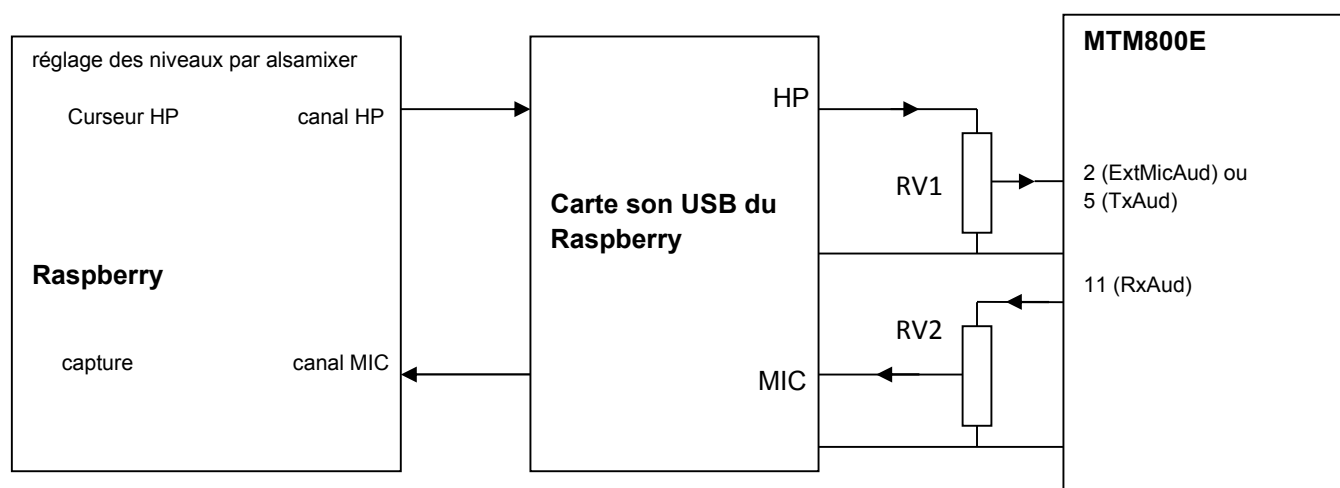 réglage des niveaux par alsamixer
Curseur HP
canal HP
Raspberry
capture
canal MIC
HP
Carte son USB du
Raspberry
MIC
RV1
RV2
MTM800E
2 (ExtMicAud) ou
5 (TxAud)
11 (RxAud)